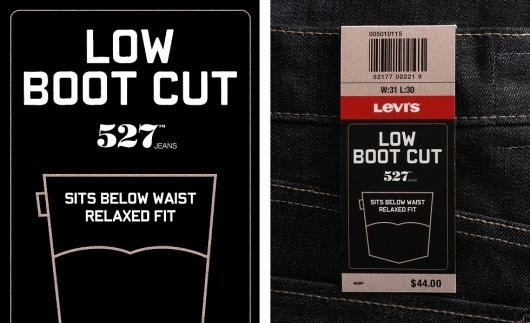 LOW
BOOT CUT
527™
JEANS
SITS BELOW WAIST
RELAXED FIT
005010115
52177 00221 9
W:31 L:30
LEVI'S
LOW
BOOT CUT
527
SITS BELOW WAIST
RELAXED FIT
$44.00